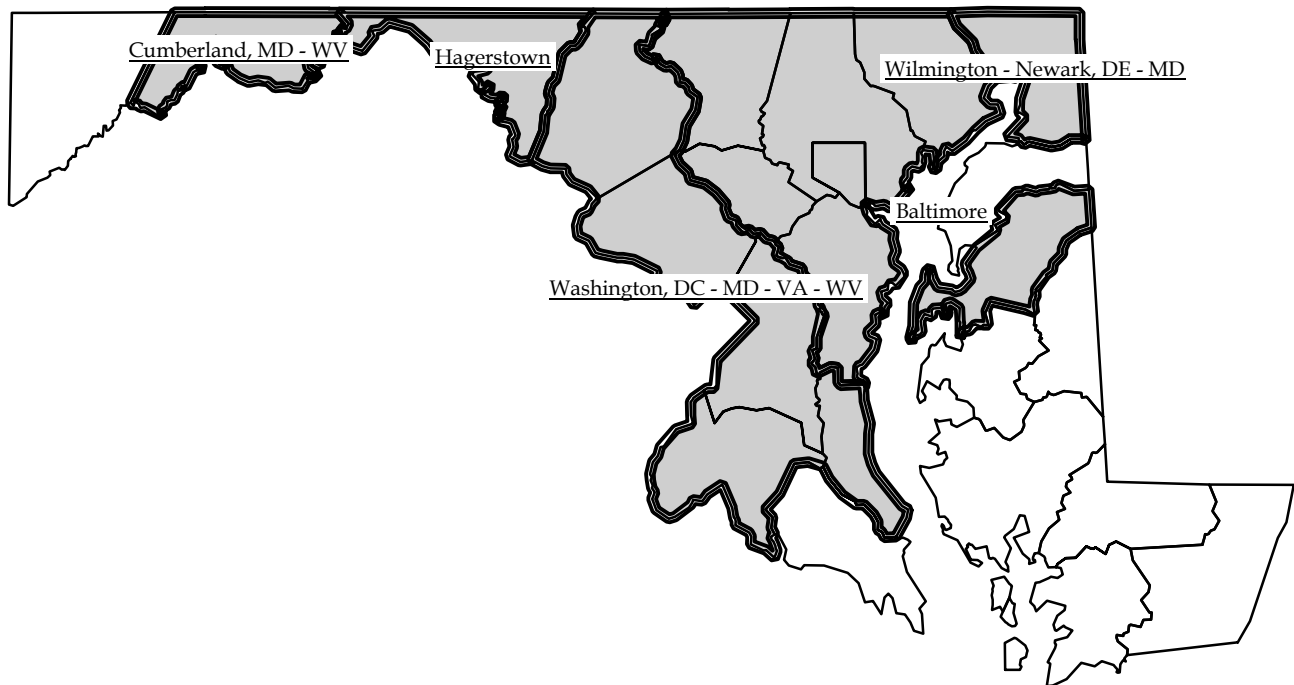 Cumberland, MD - WV
Hagerstown
Wilmington - Newark, DE - MD
Baltimore
Washington, DC - MD - VA - WV